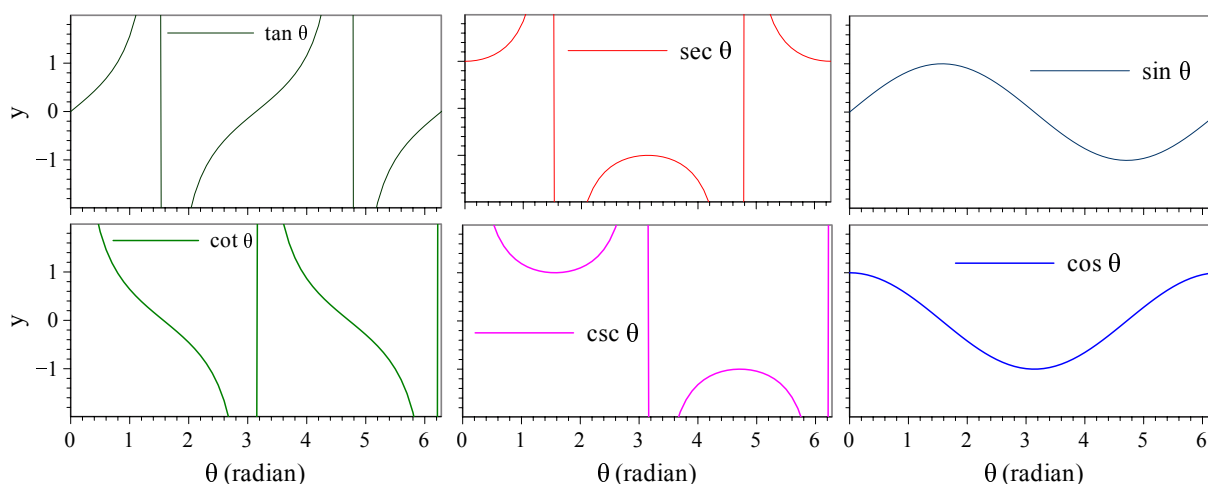 tan θ
sec θ
sin θ
y
1
0
−1
cot θ
csc θ
cos θ
y
1
0
−1
0 1 2 3 4 5 6
0 1 2 3 4 5 6
0 1 2 3 4 5 6
θ (radian)
θ (radian)
θ (radian)